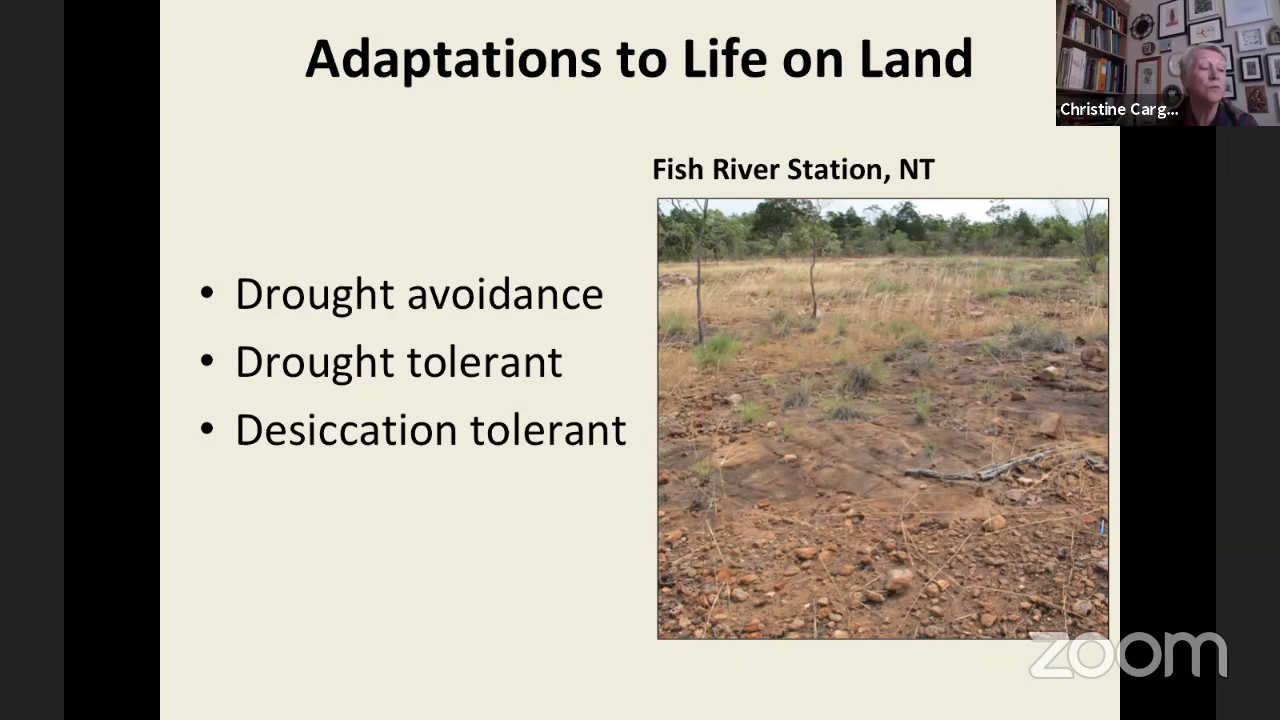 Adaptations to Life on Land
Christine Carg...
Fish River Station, NT
• Drought avoidance
• Drought tolerant
• Desiccation tolerant
zoom